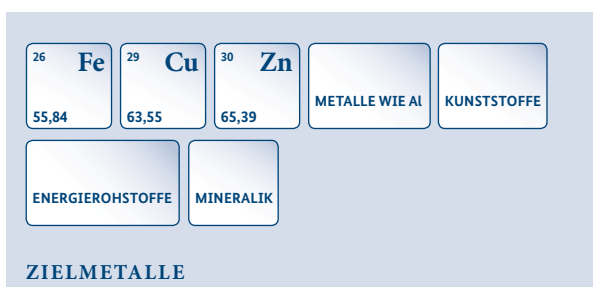 26 Fe 29 Cu 30 Zn
METALLE WIE Al KUNSTSTOFFE
55,84 63,55 65,39
ENERGIEROHSTOFFE MINERALIK
ZIELMETALLE